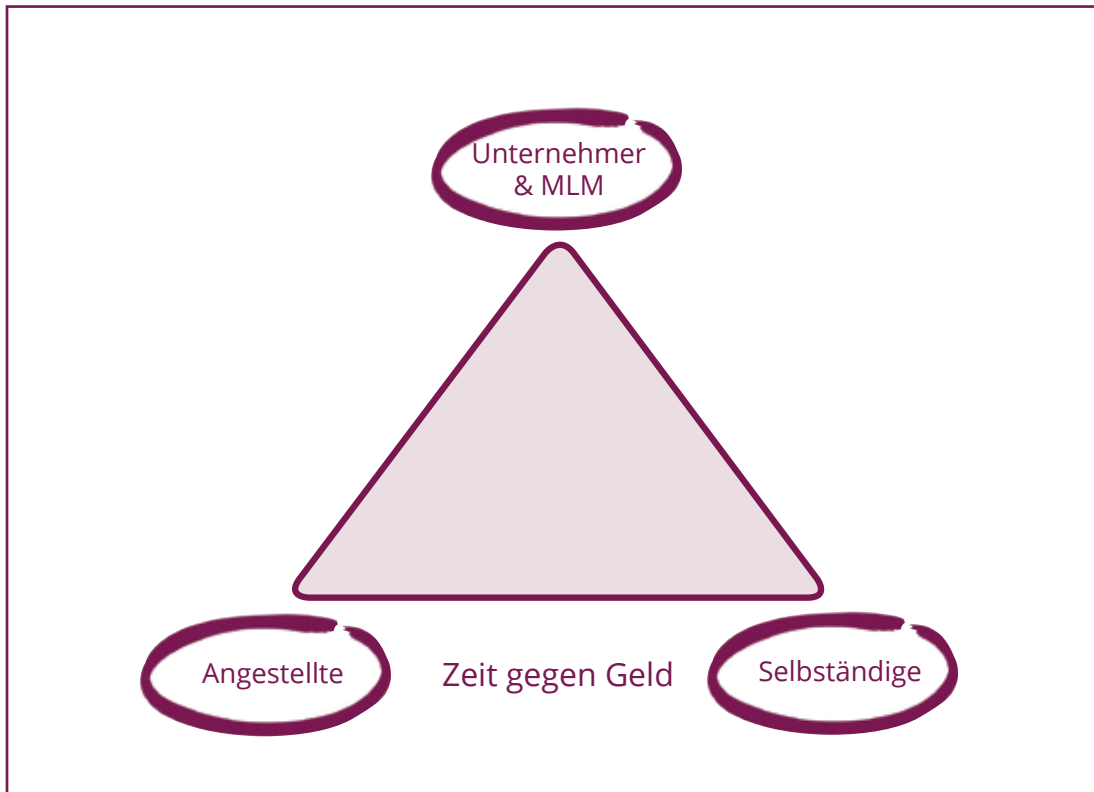 Unternehmer
& MLM
Angestellte
Zeit gegen Geld
Selbständige